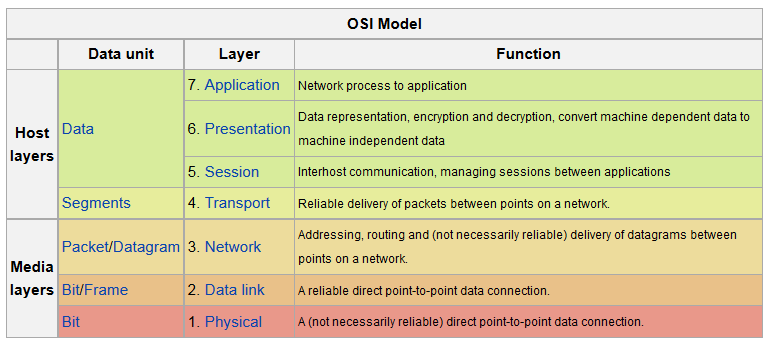 OSI Model
Data unit Layer Function
Host layers
Data
7. Application Network process to application
6. Presentation Data representation, encryption and decryption, convert machine dependent data to
machine independent data
5. Session Interhost communication, managing sessions between applications
Segments 4. Transport Reliable delivery of packets between points on a network.
Media layers
Packet/Datagram 3. Network Addressing, routing and (not necessarily reliable) delivery of datagrams between
points on a network.
Bit/Frame 2. Data link A reliable direct point-to-point data connection.
Bit 1. Physical A (not necessarily reliable) direct point-to-point data connection.